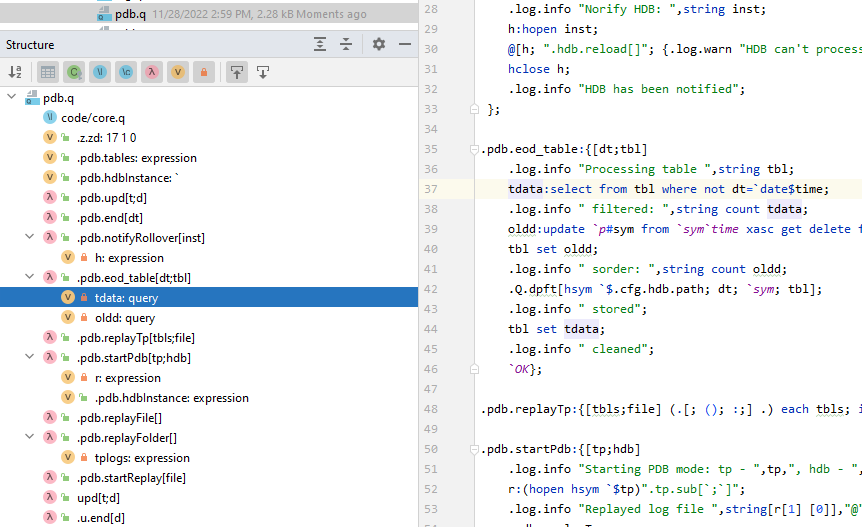 pdb.q 11/28/2022 2:59 PM, 2.28 kB Moments ago
Structure
pdb.q
code/core.q
.z.zd: 17 1 0
.pdb.tables: expression
.pdb.hdbInstance: `
.pdb.upd[t;d]
.pdb.end[dt]
.pdb.notifyRollover[inst]
h: expression
.pdb.eod_table[dt;tbl]
tdata: query
oldd: query
.pdb.replayTp[tbls;file]
.pdb.startPdb[tp;hdb]
r: expression
.pdb.hdbInstance: expression
.pdb.replayFile[]
.pdb.replayFolder[]
tplogs: expression
.pdb.startReplay[file]
upd[t;d]
.u.end[d]
28 .log.info "Norify HDB: ",string inst;
29 h:hopen inst;
30 @[h; ".hdb.reload[]"; {.log.warn "HDB can't process
31 hclose h;
32 .log.info "HDB has been notified";
33 };
34
35 .pdb.eod_table:{[dt;tbl]
36 .log.info "Processing table ",string tbl;
37 tdata:select from tbl where not dt=`date$time;
38 .log.info " filtered: ",string count tdata;
39 oldd:update `p#sym from `sym`time xasc get delete f
40 tbl set oldd;
41 .log.info " sorder: ",string count oldd;
42 .Q.dpft[hsym `$.cfg.hdb.path; dt; `sym; tbl];
43 .log.info " stored";
44 tbl set tdata;
45 .log.info " cleaned";
46 `OK};
47
48 .pdb.replayTp:{[tbls;file] (.[; (); :;] .) each tbls; i
49
50 .pdb.startPdb:{[tp;hdb]
51 .log.info "Starting PDB mode: tp - ",tp,", hdb - ",
52 r:(hopen hsym `$tp)".tp.sub[`;`]";
53 .log.info "Replayed log file ",string[r[1] [0]],"@"